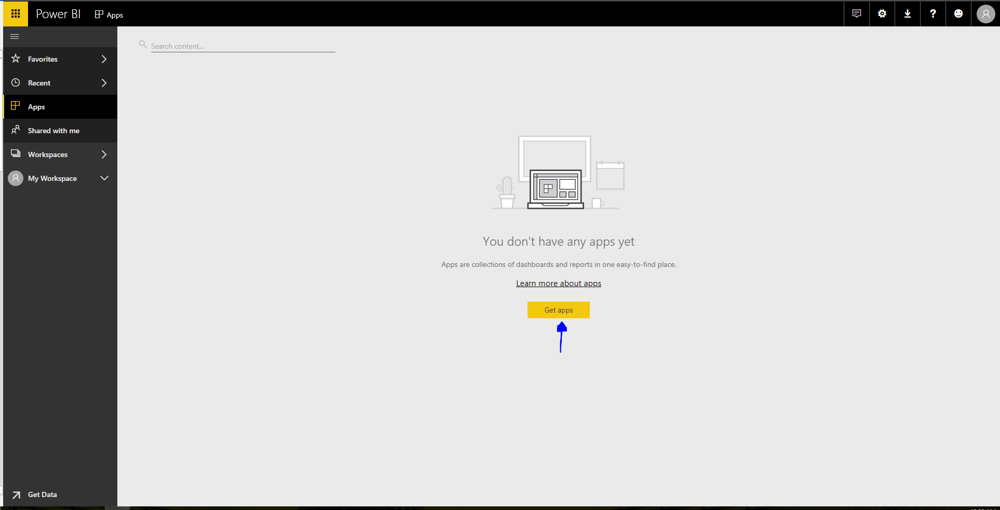 Power BI
Apps
Search content...
Favorites
Recent
Apps
Shared with me
Workspaces
My Workspace
You don't have any apps yet
Apps are collections of dashboards and reports in one easy-to-find place.
Learn more about apps
Get apps
Get Data